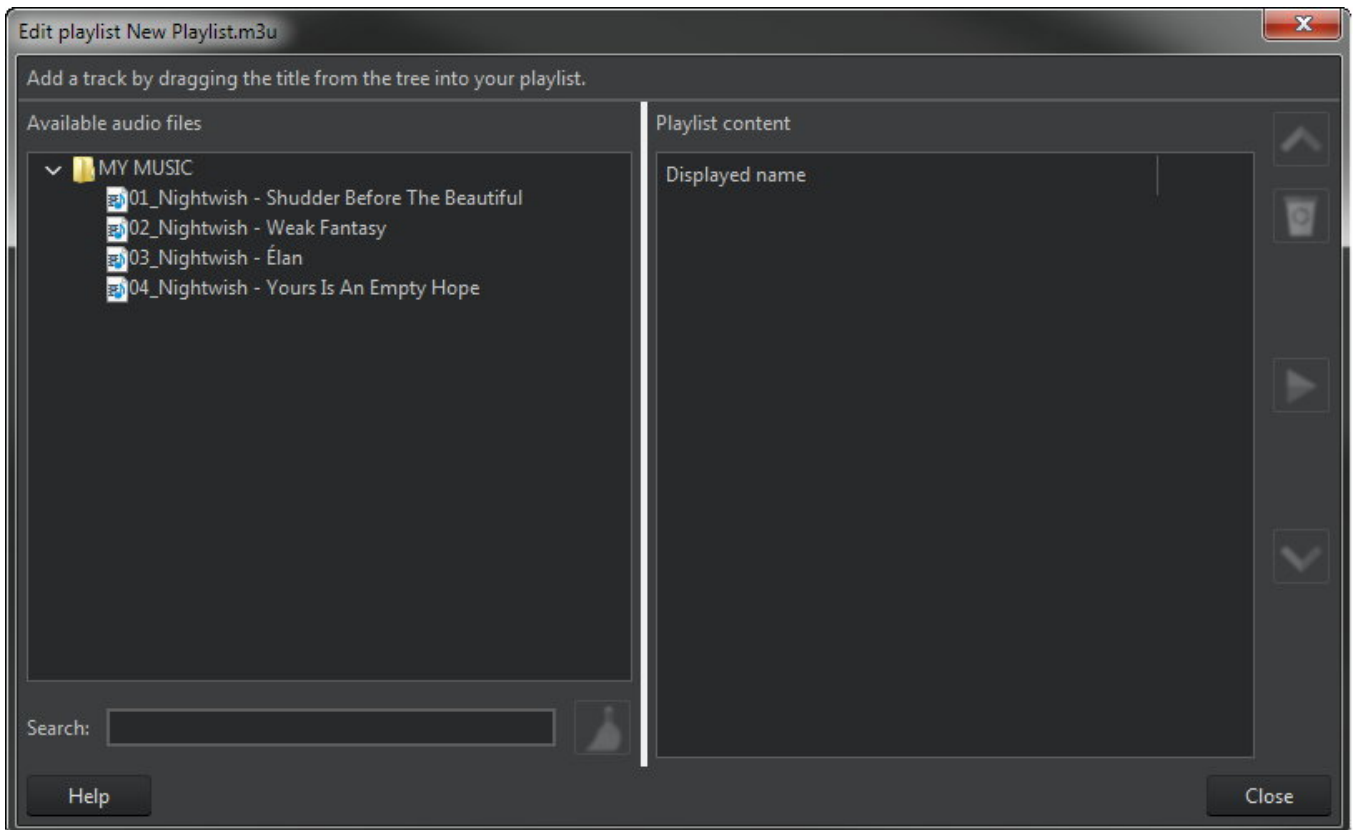 Edit playlist New Playlist.m3u
Add a track by dragging the title from the tree into your playlist.
Available audio files
MY MUSIC
01_Nightwish - Shudder Before The Beautiful
02_Nightwish - Weak Fantasy
03_Nightwish - Élan
04_Nightwish - Yours Is An Empty Hope
Search:
Playlist content
Displayed name
Help
Close